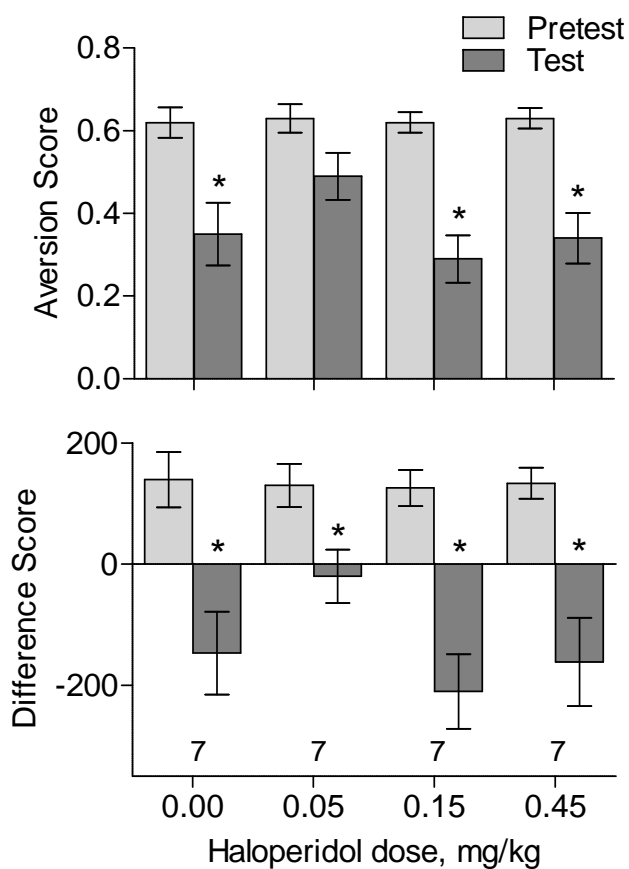 Pretest
Test
Aversion Score
0.8
0.6
0.4
0.2
0.0
* * *
Difference Score
200
0
-200
* * * *
7 7 7 7
0.00 0.05 0.15 0.45
Haloperidol dose, mg/kg